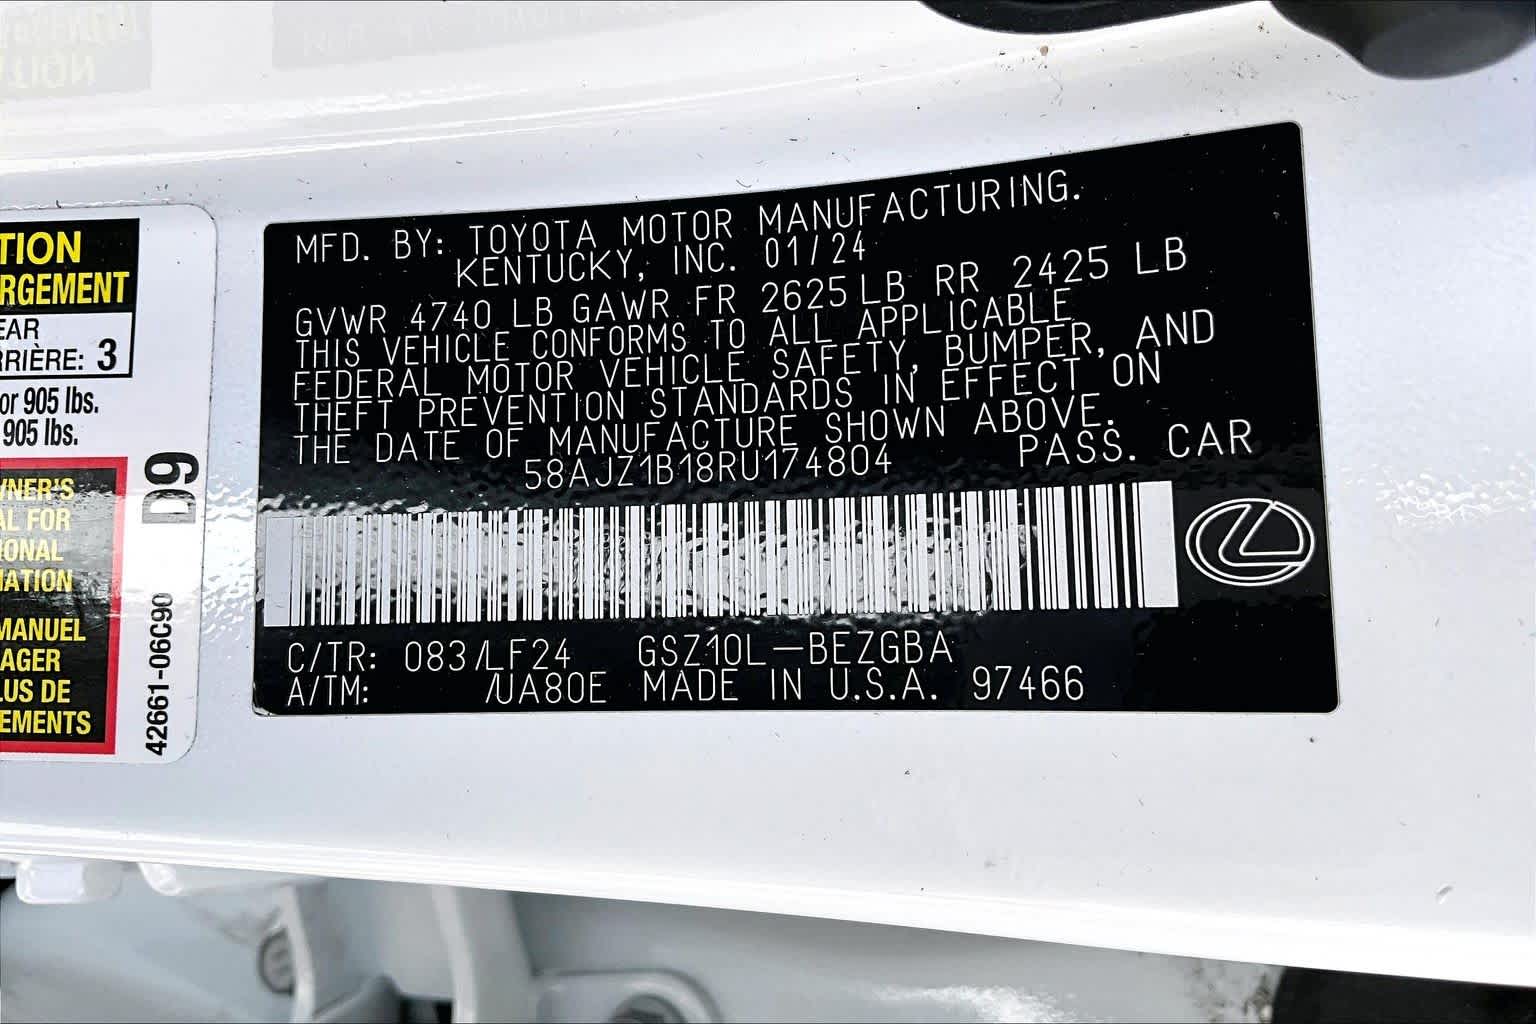 TION
RGEMENT
EAR
RRIÈRE: 3
or 905 lbs.
905 lbs.
NER'S
AL FOR
IONAL
MATION
MANUEL
AGER
LUS DE
EMENTS
D9
42661-06C90
MFD. BY: TOYOTA MOTOR MANUFACTURING.
KENTUCKY, INC. 01/24
GVWR 4740 LB GAWR FR 2625 LB RR 2425 LB
THIS VEHICLE CONFORMS TO ALL APPLICABLE
FEDERAL MOTOR VEHICLE SAFETY, BUMPER, AND
THEFT PREVENTION STANDARDS IN EFFECT ON
THE DATE OF MANUFACTURE SHOWN ABOVE.
58AJZ1B18RU174804 PASS. CAR
C/TR: 083/LF24 GSZ10L-BEZGBA
A/TM: /UA80E MADE IN U.S.A. 97466